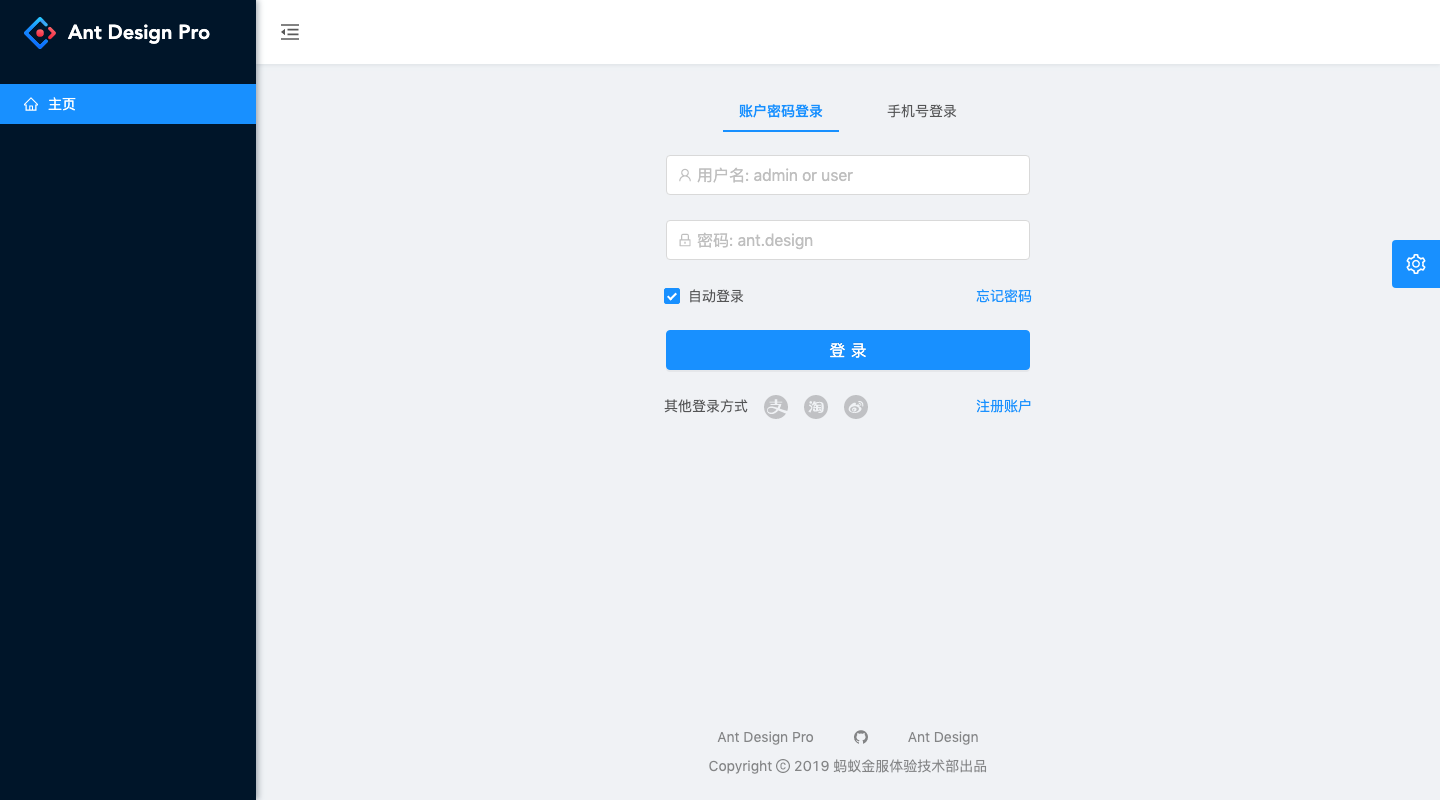 Ant Design Pro
主页
账户密码登录 手机号登录
用户名: admin or user
密码: ant.design
自动登录 忘记密码
登 录
其他登录方式 支 淘 注册账户
Ant Design Pro Ant Design
Copyright © 2019 蚂蚁金服体验技术部出品